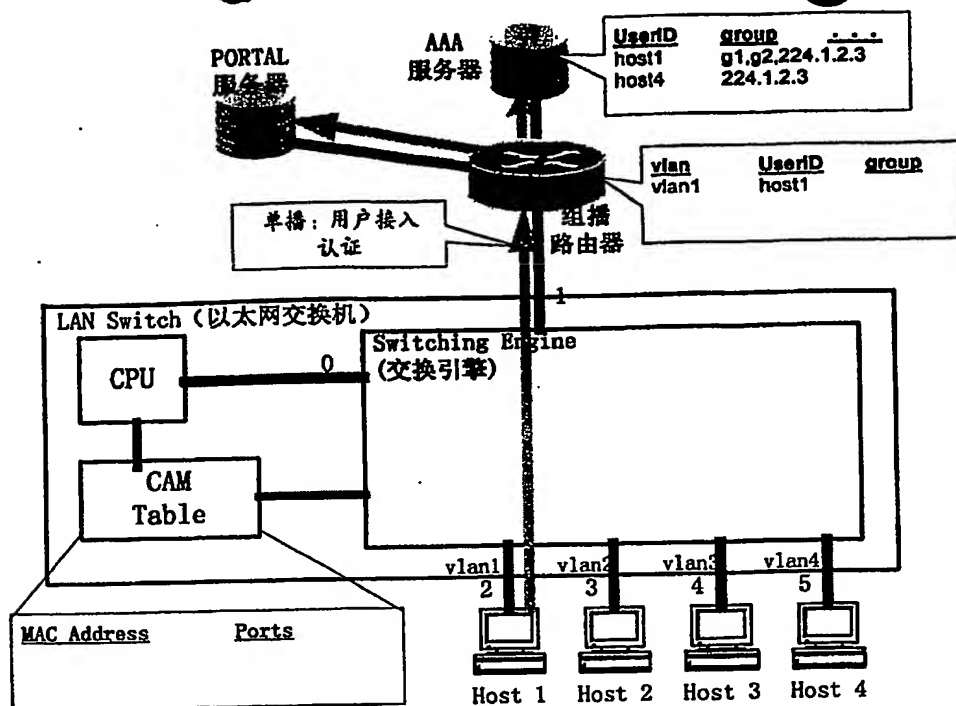 PORTAL
服务器
AAA
服务器
UserID group . . .
host1 g1,g2,224.1.2.3
host4 224.1.2.3
vlan UserID group
vlan1 host1
单播：用户接入
认证
组播
路由器
1
LAN Switch（以太网交换机）
Switching Engine
(交换引擎)
CPU
0
CAM
Table
vlan1 vlan2 vlan3 vlan4
2 3 4 5
MAC Address Ports
Host 1 Host 2 Host 3 Host 4